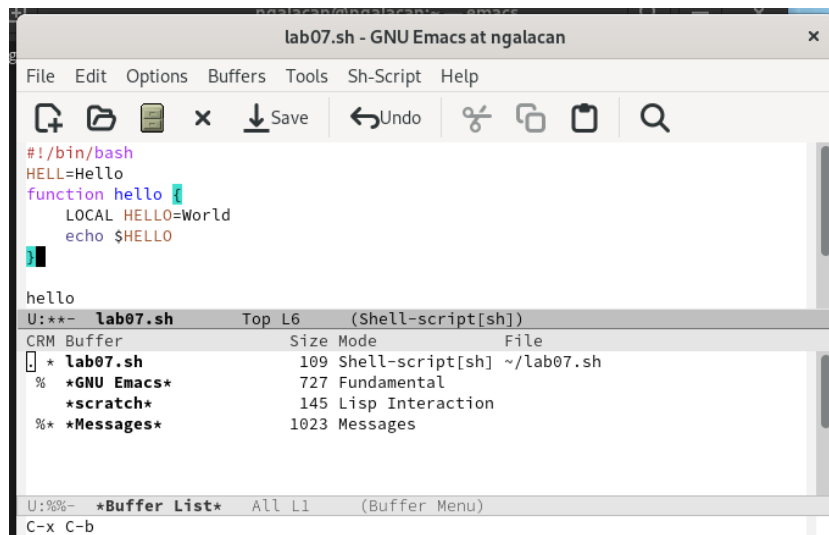 ngalacan@ngalacan:~ — emacs
lab07.sh - GNU Emacs at ngalacan
File Edit Options Buffers Tools Sh-Script Help
Save Undo
#!/bin/bash
HELL=Hello
function hello {
    LOCAL HELLO=World
    echo $HELLO
}
hello
U:**-  lab07.sh       Top L6     (Shell-script[sh])
CRM Buffer                Size Mode             File
. * lab07.sh               109 Shell-script[sh] ~/lab07.sh
 %  *GNU Emacs*            727 Fundamental
    *scratch*              145 Lisp Interaction
 %* *Messages*            1023 Messages
U:%%-  *Buffer List*   All L1     (Buffer Menu)
C-x C-b